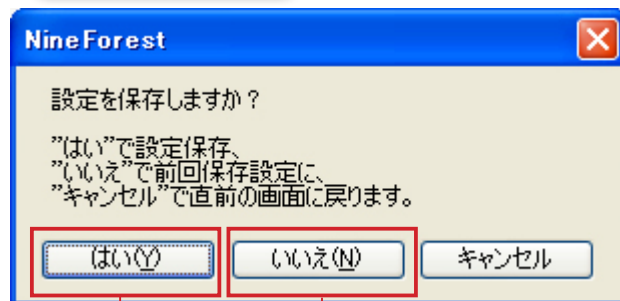 NineForest
設定を保存しますか？
”はい”で設定保存、
”いいえ”で前回保存設定に、
”キャンセル”で直前の画面に戻ります。
はい(Y) いいえ(N) キャンセル